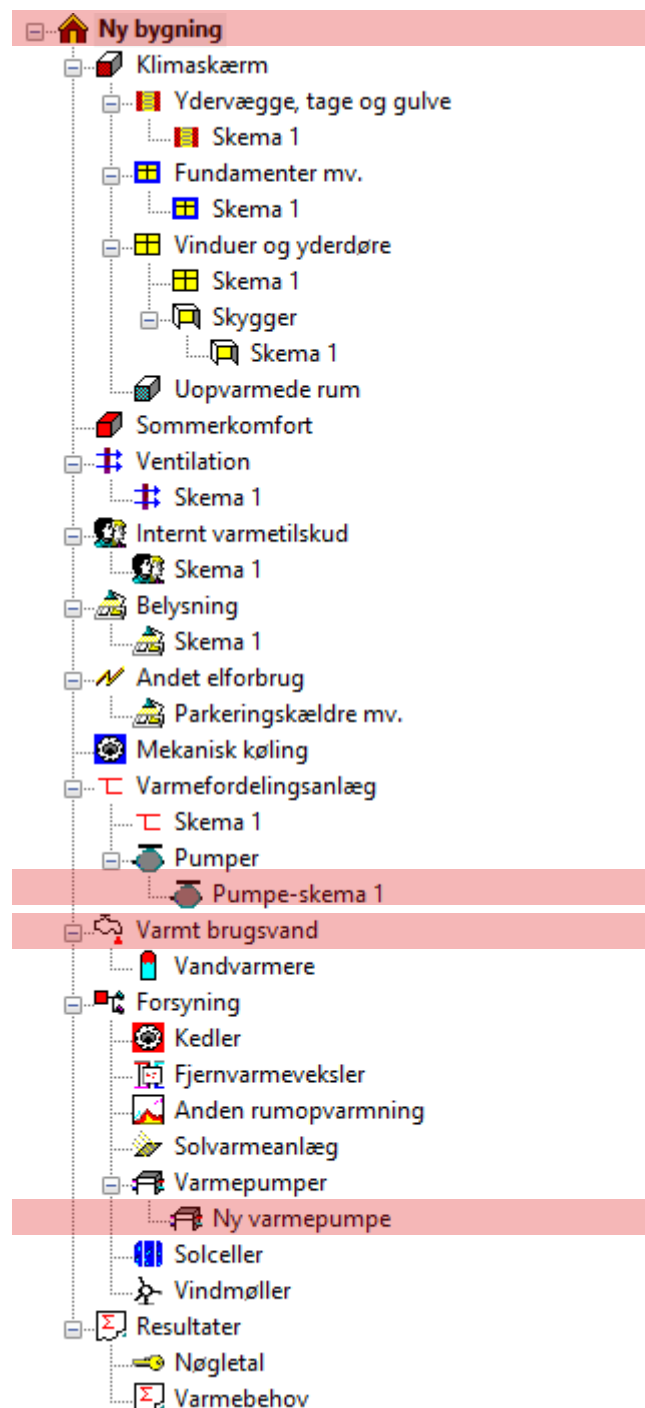 Ny bygning
Klimaskærm
Ydervægge, tage og gulve
Skema 1
Fundamenter mv.
Skema 1
Vinduer og yderdøre
Skema 1
Skygger
Skema 1
Uopvarmede rum
Sommerkomfort
Ventilation
Skema 1
Internt varmetilskud
Skema 1
Belysning
Skema 1
Andet elforbrug
Parkeringskældre mv.
Mekanisk køling
Varmefordelingsanlæg
Skema 1
Pumper
Pumpe-skema 1
Varmt brugsvand
Vandvarmere
Forsyning
Kedler
Fjernvarmeveksler
Anden rumopvarmning
Solvarmeanlæg
Varmepumper
Ny varmepumpe
Solceller
Vindmøller
Resultater
Nøgletal
Varmebehov